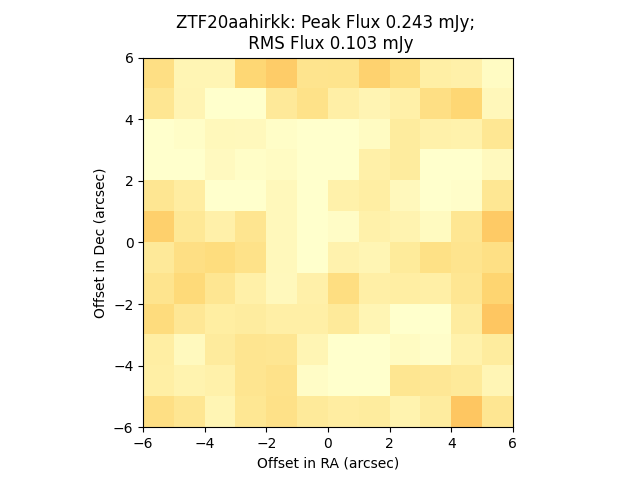 ZTF20aahirkk: Peak Flux 0.243 mJy;
RMS Flux 0.103 mJy
6
4
2
0
−2
−4
−6
Offset in Dec (arcsec)
−6 −4 −2 0 2 4 6
Offset in RA (arcsec)